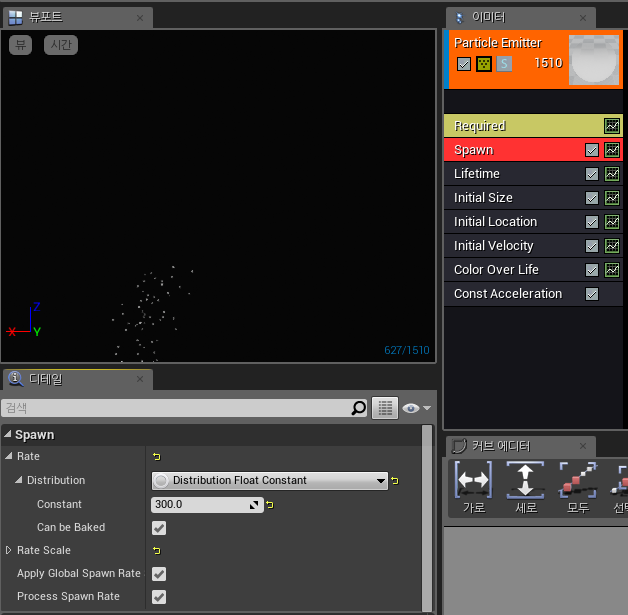 뷰포트
뷰
시간
X
Z
Y
627/1510
이미터
Particle Emitter
S
1510
Required
Spawn
Lifetime
Initial Size
Initial Location
Initial Velocity
Color Over Life
Const Acceleration
디테일
검색
Spawn
Rate
Distribution
Distribution Float Constant
Constant
300.0
Can be Baked
Rate Scale
Apply Global Spawn Rate
Process Spawn Rate
커브 에디터
가로
세로
모두